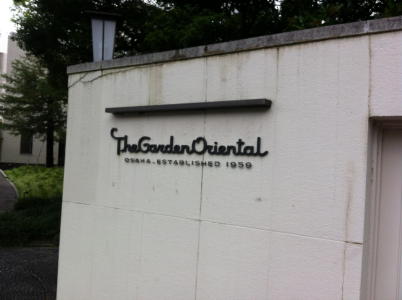 The Garden Oriental
OSAKA. ESTABLISHED 1959